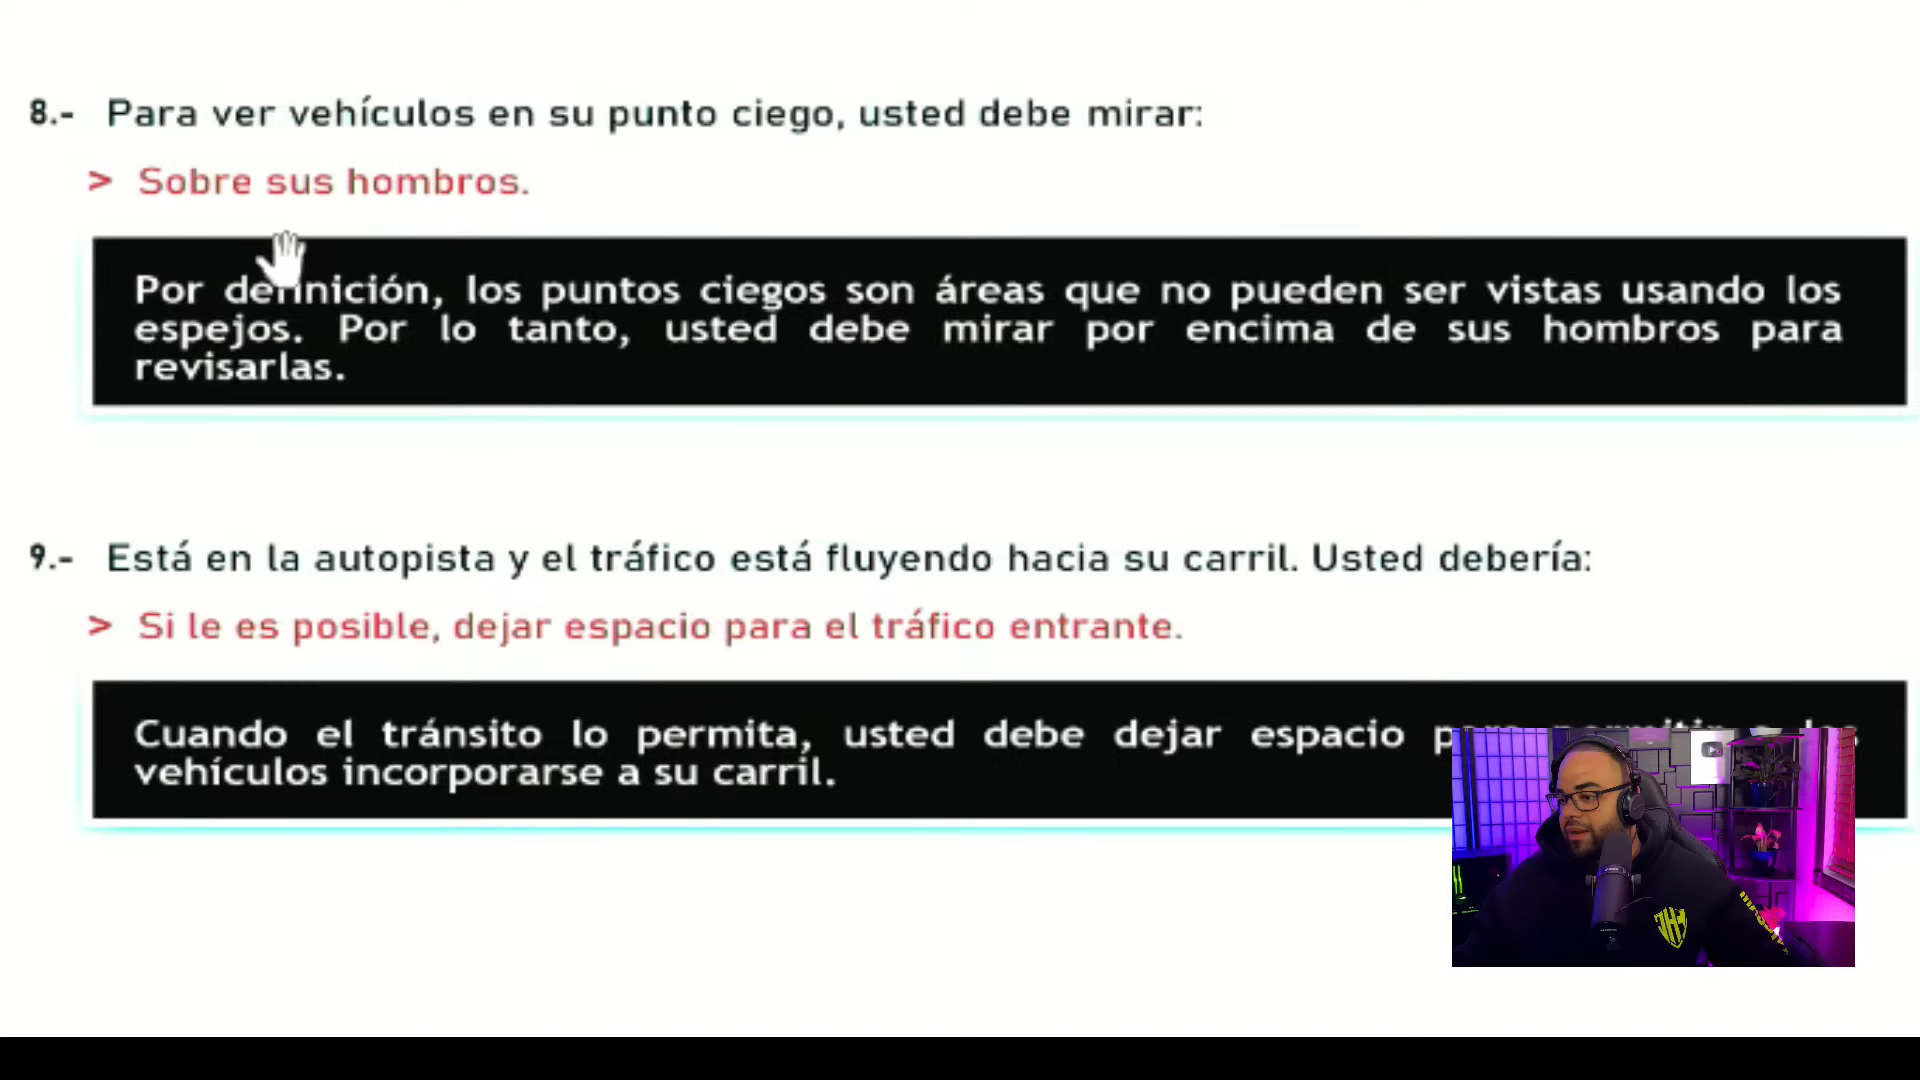 8.- Para ver vehículos en su punto ciego, usted debe mirar:
> Sobre sus hombros.
Por definición, los puntos ciegos son áreas que no pueden ser vistas usando los
espejos. Por lo tanto, usted debe mirar por encima de sus hombros para
revisarlas.
9.- Está en la autopista y el tráfico está fluyendo hacia su carril. Usted debería:
> Si le es posible, dejar espacio para el tráfico entrante.
Cuando el tránsito lo permita, usted debe dejar espacio para permitir a los
vehículos incorporarse a su carril.